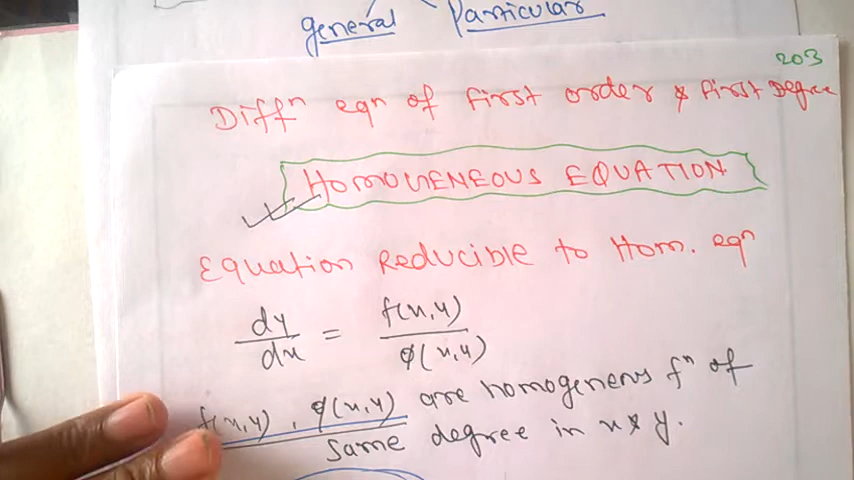 general Particular
203
Diffⁿ eqⁿ of first order & first Degree
HOMOGENEOUS EQUATION
Equation Reducible to Hom. eqⁿ
dy/dx = f(x,y)/φ(x,y)
f(x,y), φ(x,y) are homogenens fⁿ of
same degree in x & y.